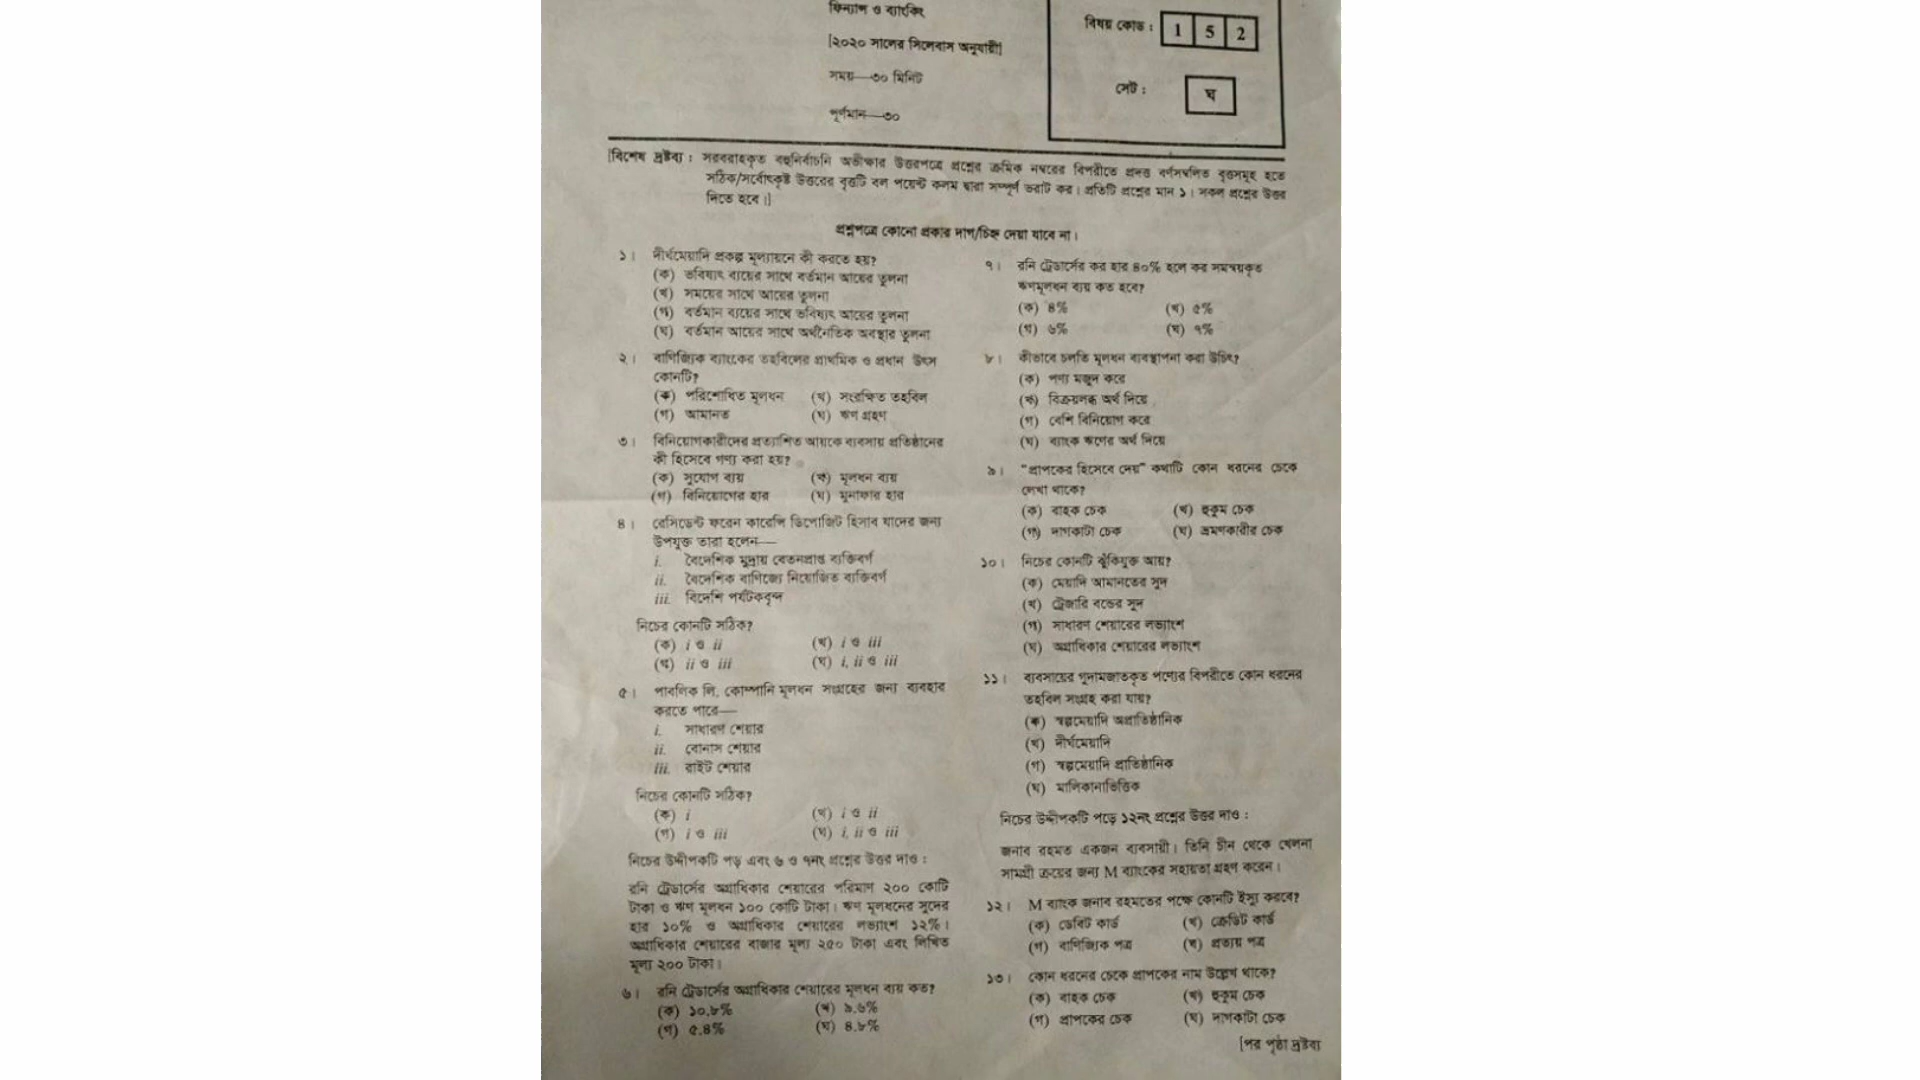 ফিন্যান্স ও ব্যাংকিং
[২০২০ সালের সিলেবাস অনুযায়ী]
সময়—৩০ মিনিট
পূর্ণমান—৩০
বিষয় কোড : 1 5 2
সেট : ঘ
[বিশেষ দ্রষ্টব্য : সরবরাহকৃত বহুনির্বাচনি অভীক্ষার উত্তরপত্রে প্রশ্নের ক্রমিক নম্বরের বিপরীতে প্রদত্ত বর্ণসম্বলিত বৃত্তসমূহ হতে
সঠিক/সর্বোৎকৃষ্ট উত্তরের বৃত্তটি বল পয়েন্ট কলম দ্বারা সম্পূর্ণ ভরাট কর। প্রতিটি প্রশ্নের মান ১। সকল প্রশ্নের উত্তর
দিতে হবে।]
প্রশ্নপত্রে কোনো প্রকার দাগ/চিহ্ন দেয়া যাবে না।
১। দীর্ঘমেয়াদি প্রকল্প মূল্যায়নে কী করতে হয়?
(ক) ভবিষ্যৎ ব্যয়ের সাথে বর্তমান আয়ের তুলনা
(খ) সময়ের সাথে আয়ের তুলনা
(গ) বর্তমান ব্যয়ের সাথে ভবিষ্যৎ আয়ের তুলনা
(ঘ) বর্তমান আয়ের সাথে অর্থনৈতিক অবস্থার তুলনা
২। বাণিজ্যিক ব্যাংকের তহবিলের প্রাথমিক ও প্রধান উৎস
কোনটি?
(ক) পরিশোধিত মূলধন (খ) সংরক্ষিত তহবিল
(গ) আমানত (ঘ) ঋণ গ্রহণ
৩। বিনিয়োগকারীদের প্রত্যাশিত আয়কে ব্যবসায় প্রতিষ্ঠানের
কী হিসেবে গণ্য করা হয়?
(ক) সুযোগ ব্যয় (খ) মূলধন ব্যয়
(গ) বিনিয়োগের হার (ঘ) মুনাফার হার
৪। রেসিডেন্ট ফরেন কারেন্সি ডিপোজিট হিসাব যাদের জন্য
উপযুক্ত তারা হলেন—
i. বৈদেশিক মুদ্রায় বেতনপ্রাপ্ত ব্যক্তিবর্গ
ii. বৈদেশিক বাণিজ্যে নিয়োজিত ব্যক্তিবর্গ
iii. বিদেশি পর্যটকবৃন্দ
নিচের কোনটি সঠিক?
(ক) i ও ii (খ) i ও iii
(গ) ii ও iii (ঘ) i, ii ও iii
৫। পাবলিক লি. কোম্পানি মূলধন সংগ্রহের জন্য ব্যবহার
করতে পারে—
i. সাধারণ শেয়ার
ii. বোনাস শেয়ার
iii. রাইট শেয়ার
নিচের কোনটি সঠিক?
(ক) i (খ) i ও ii
(গ) i ও iii (ঘ) i, ii ও iii
নিচের উদ্দীপকটি পড় এবং ৬ ও ৭নং প্রশ্নের উত্তর দাও :
রনি ট্রেডার্সের অগ্রাধিকার শেয়ারের পরিমাণ ২০০ কোটি
টাকা ও ঋণ মূলধন ১০০ কোটি টাকা। ঋণ মূলধনের সুদের
হার ১০% ও অগ্রাধিকার শেয়ারের লভ্যাংশ ১২%।
অগ্রাধিকার শেয়ারের বাজার মূল্য ২৫০ টাকা এবং লিখিত
মূল্য ২০০ টাকা।
৬। রনি ট্রেডার্সের অগ্রাধিকার শেয়ারের মূলধন ব্যয় কত?
(ক) ১০.৮% (খ) ৯.৬%
(গ) ৫.৪% (ঘ) ৪.৮%
৭। রনি ট্রেডার্সের কর হার ৪০% হলে কর সমন্বয়কৃত
ঋণমূলধন ব্যয় কত হবে?
(ক) ৪% (খ) ৫%
(গ) ৬% (ঘ) ৭%
৮। কীভাবে চলতি মূলধন ব্যবস্থাপনা করা উচিৎ?
(ক) পণ্য মজুদ করে
(খ) বিক্রয়লব্ধ অর্থ দিয়ে
(গ) বেশি বিনিয়োগ করে
(ঘ) ব্যাংক ঋণের অর্থ দিয়ে
৯। “প্রাপকের হিসেবে দেয়” কথাটি কোন ধরনের চেকে
লেখা থাকে?
(ক) বাহক চেক (খ) হুকুম চেক
(গ) দাগকাটা চেক (ঘ) ভ্রমণকারীর চেক
১০। নিচের কোনটি ঝুঁকিযুক্ত আয়?
(ক) মেয়াদি আমানতের সুদ
(খ) ট্রেজারি বন্ডের সুদ
(গ) সাধারণ শেয়ারের লভ্যাংশ
(ঘ) অগ্রাধিকার শেয়ারের লভ্যাংশ
১১। ব্যবসায়ের গুদামজাতকৃত পণ্যের বিপরীতে কোন ধরনের
তহবিল সংগ্রহ করা যায়?
(ক) স্বল্পমেয়াদি অপ্রাতিষ্ঠানিক
(খ) দীর্ঘমেয়াদি
(গ) স্বল্পমেয়াদি প্রাতিষ্ঠানিক
(ঘ) মালিকানাভিত্তিক
নিচের উদ্দীপকটি পড়ে ১২নং প্রশ্নের উত্তর দাও :
জনাব রহমত একজন ব্যবসায়ী। তিনি চীন থেকে খেলনা
সামগ্রী ক্রয়ের জন্য M ব্যাংকের সহায়তা গ্রহণ করেন।
১২। M ব্যাংক জনাব রহমতের পক্ষে কোনটি ইস্যু করবে?
(ক) ডেবিট কার্ড (খ) ক্রেডিট কার্ড
(গ) বাণিজ্যিক পত্র (ঘ) প্রত্যয় পত্র
১৩। কোন ধরনের চেকে প্রাপকের নাম উল্লেখ থাকে?
(ক) বাহক চেক (খ) হুকুম চেক
(গ) প্রাপকের চেক (ঘ) দাগকাটা চেক
[পর পৃষ্ঠা দ্রষ্টব্য